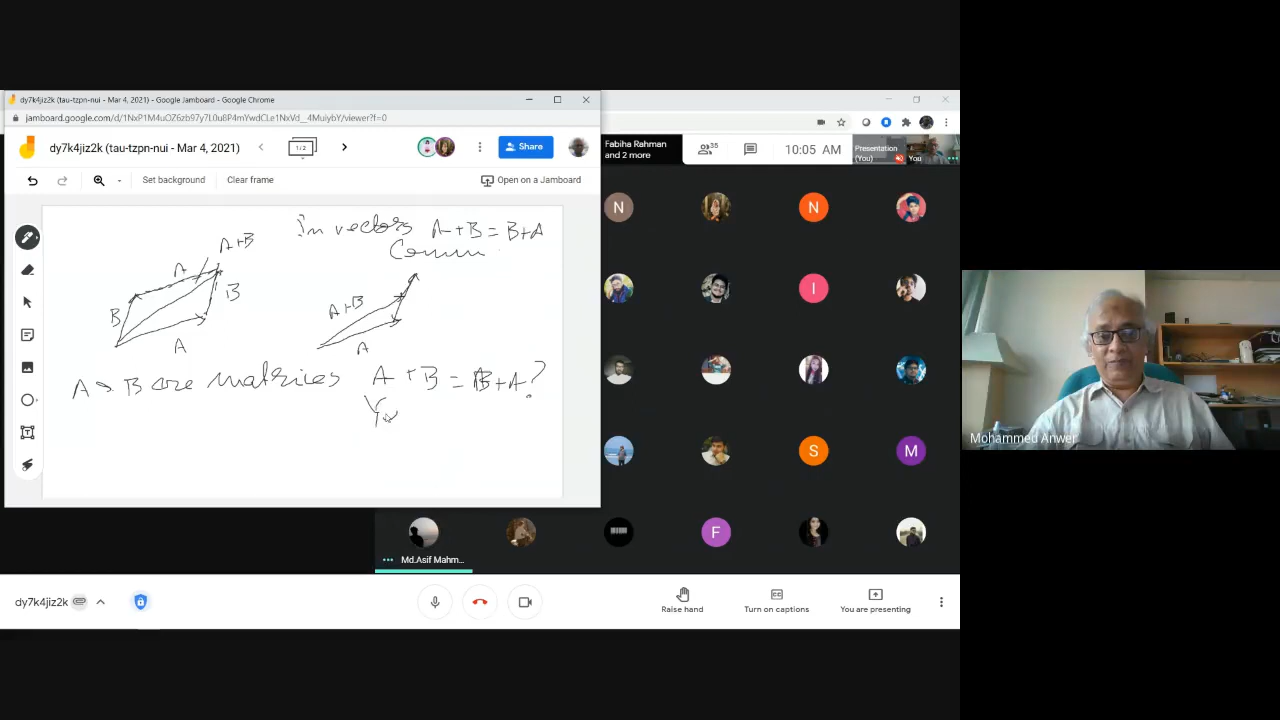 dy7k4jiz2k (tau-tzpn-nui - Mar 4, 2021) - Google Jamboard - Google Chrome
jamboard.google.com/d/1NxP1M4uOZ6zb97y7L0u8P4mYwdCLe1NxVd_4MuiybY/viewer?f=0
dy7k4jiz2k (tau-tzpn-nui - Mar 4, 2021)
1/2
Share
Set background
Clear frame
Open on a Jamboard
Fabiha Rahman
and 2 more
35
10:05 AM
Presentation
(You)
You
In vectors A+B = B+A
Comm
A+B
A
B
B
A
A+B
A
A B are matrices A + B = B+A ?
N
N
I
S
M
F
Md.Asif Mahm...
Mohammed Anwer
dy7k4jiz2k
Raise hand
Turn on captions
You are presenting